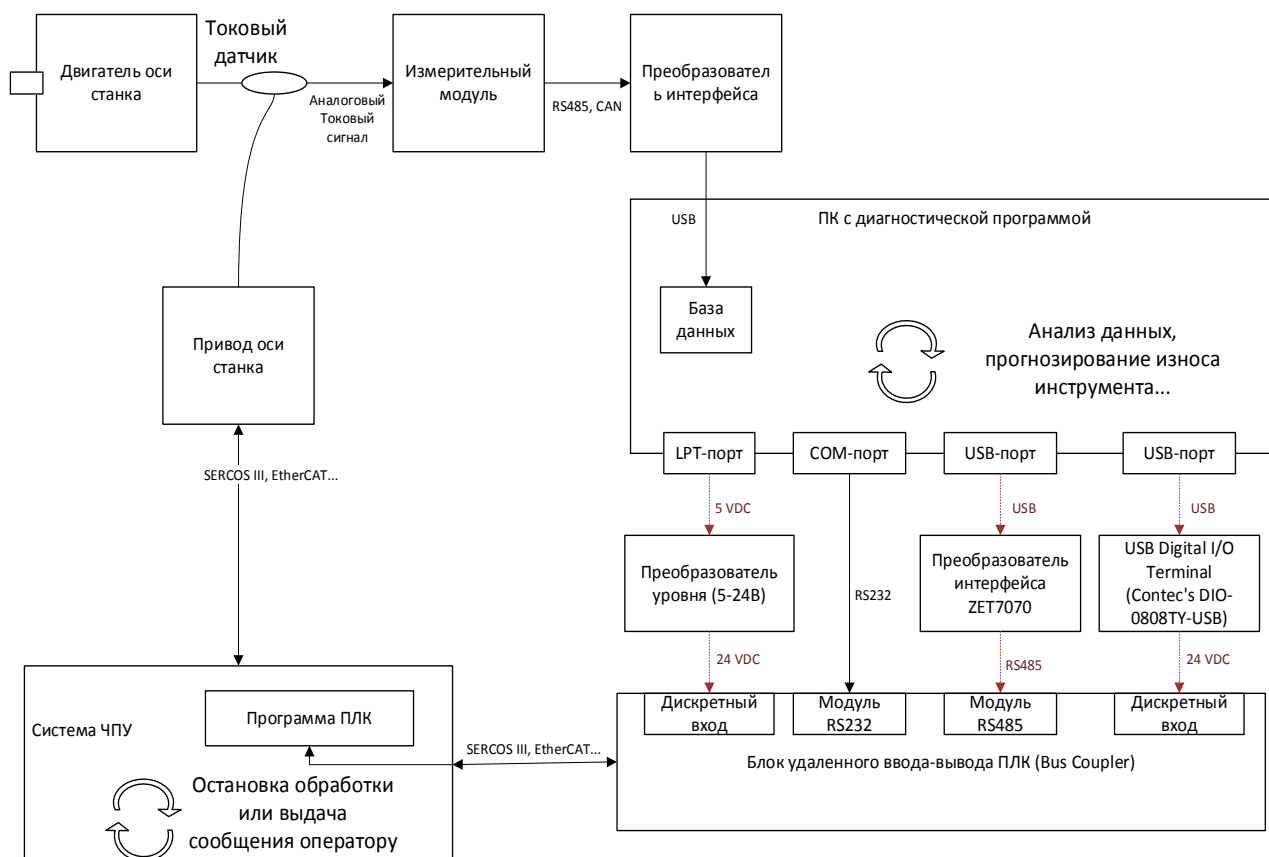 Двигатель оси
станка
Токовый
датчик
Аналоговый
Токовый
сигнал
Измерительный
модуль
RS485, CAN
Преобразовател
ь интерфейса
USB
ПК с диагностической программой
База
данных
Анализ данных,
прогнозирование износа
инструмента...
Привод оси
станка
SERCOS III, EtherCAT...
LPT-порт
COM-порт
USB-порт
USB-порт
5 VDC
RS232
USB
USB
Преобразователь
уровня (5-24В)
Преобразователь
интерфейса
ZET7070
USB Digital I/O
Terminal
(Contec's DIO-
0808TY-USB)
24 VDC
RS485
24 VDC
Дискретный
вход
Модуль
RS232
Модуль
RS485
Дискретный
вход
Блок удаленного ввода-вывода ПЛК (Bus Coupler)
SERCOS III, EtherCAT...
Система ЧПУ
Программа ПЛК
Остановка обработки
или выдача
сообщения оператору